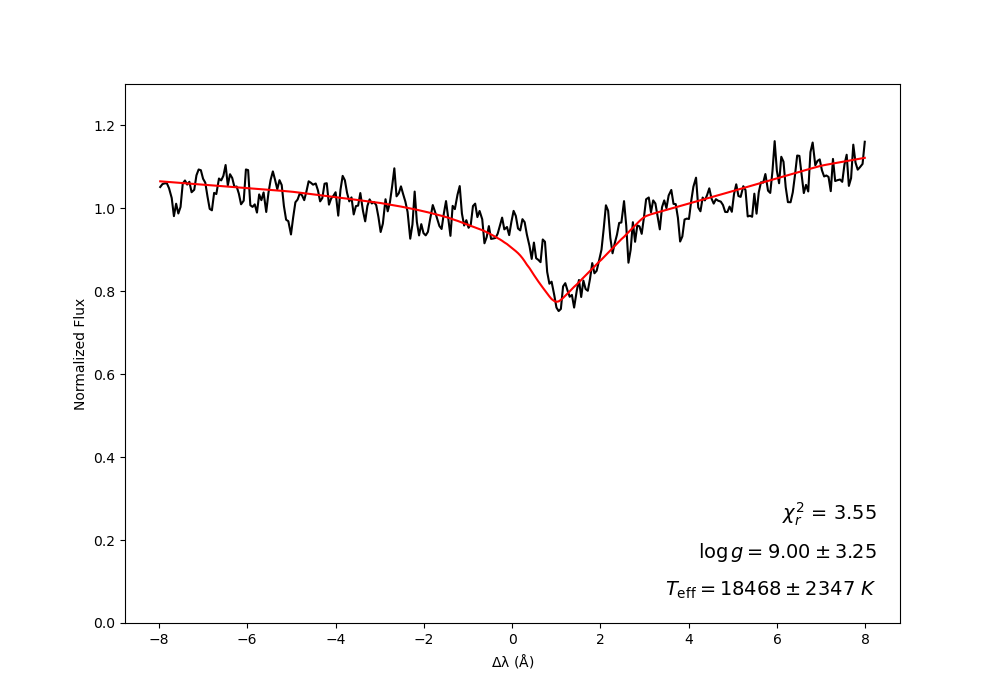 1.2
1.0
0.8
0.6
0.4
0.2
0.0
Normalized Flux
χ²ᵣ = 3.55
log g = 9.00 ± 3.25
T_eff = 18468 ± 2347 K
−8 −6 −4 −2 0 2 4 6 8
Δλ (Å)